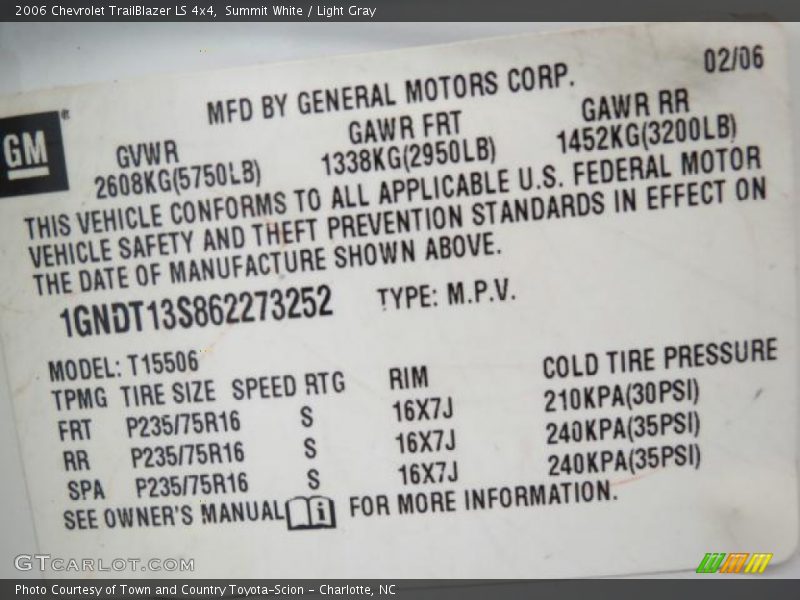 2006 Chevrolet TrailBlazer LS 4x4,  Summit White / Light Gray
02/06
MFD BY GENERAL MOTORS CORP.
GM®
GVWR GAWR FRT GAWR RR
2608KG(5750LB) 1338KG(2950LB) 1452KG(3200LB)
THIS VEHICLE CONFORMS TO ALL APPLICABLE U.S. FEDERAL MOTOR
VEHICLE SAFETY AND THEFT PREVENTION STANDARDS IN EFFECT ON
THE DATE OF MANUFACTURE SHOWN ABOVE.
1GNDT13S862273252 TYPE: M.P.V.
MODEL: T15506
TPMG TIRE SIZE SPEED RTG RIM COLD TIRE PRESSURE
FRT P235/75R16 S 16X7J 210KPA(30PSI)
RR P235/75R16 S 16X7J 240KPA(35PSI)
SPA P235/75R16 S 16X7J 240KPA(35PSI)
SEE OWNER'S MANUAL i FOR MORE INFORMATION.
GTCARLOT.COM
Photo Courtesy of Town and Country Toyota-Scion - Charlotte, NC